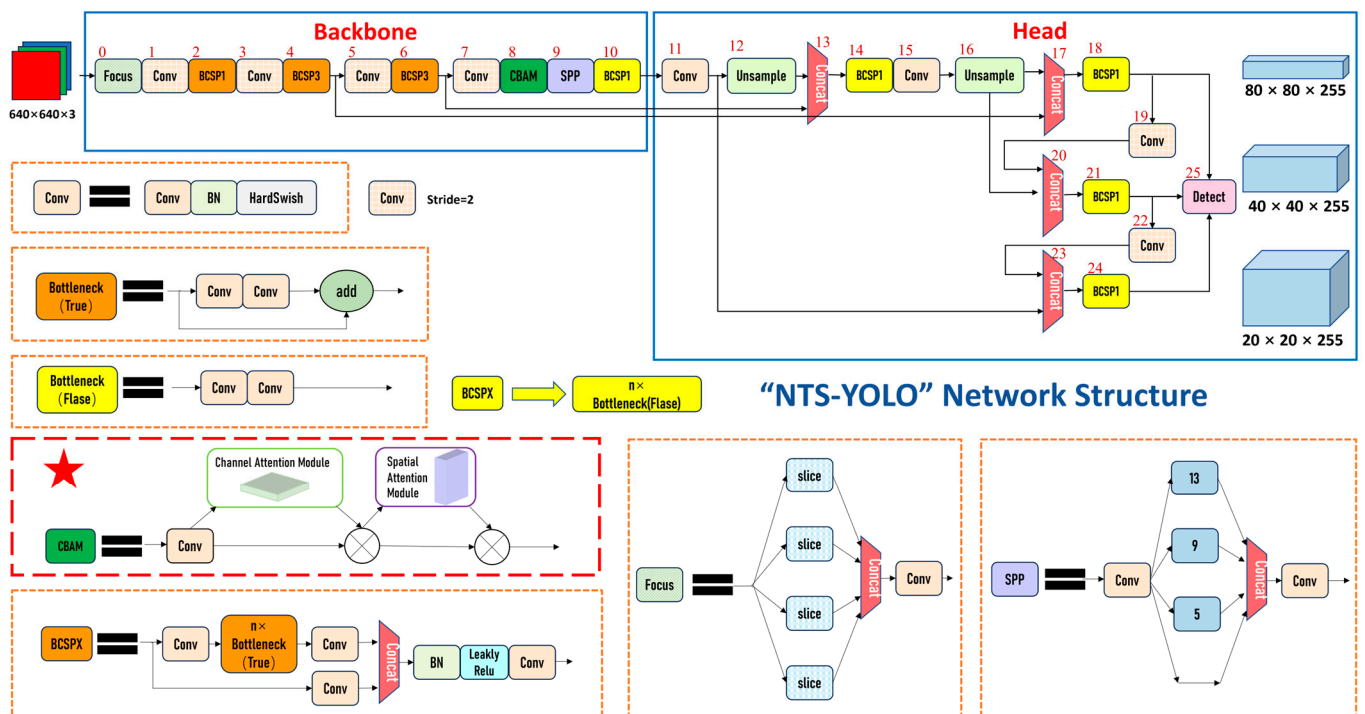 Backbone
Head
0 1 2 3 4 5 6 7 8 9 10 11 12 13 14 15 16 17 18
Focus Conv BCSP1 Conv BCSP3 Conv BCSP3 Conv CBAM SPP BCSP1 Conv Unsample Concat BCSP1 Conv Unsample Concat BCSP1
640×640×3
80 × 80 × 255
19
Conv
20
Concat
21
BCSP1
25
Detect
40 × 40 × 255
22
Conv
23
Concat
24
BCSP1
20 × 20 × 255
Conv Conv BN HardSwish
Conv Stride=2
Bottleneck
(True)
Conv Conv add
Bottleneck
(Flase)
Conv Conv
BCSPX
n×
Bottleneck(Flase)
“NTS-YOLO” Network Structure
Channel Attention Module
Spatial
Attention
Module
CBAM Conv
BCSPX Conv
n×
Bottleneck
(True)
Conv
Conv
Concat
BN
Leakly
Relu
Conv
Focus
slice
slice
slice
slice
Concat
Conv
SPP
Conv
13
9
5
Concat
Conv